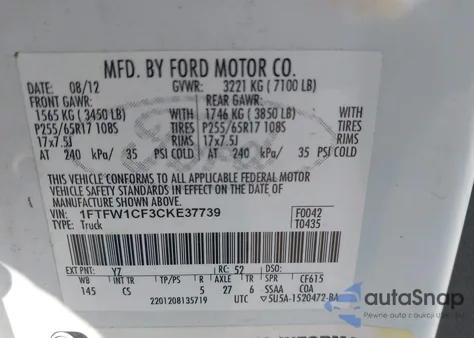 MFD. BY FORD MOTOR CO.
DATE: 08/12 GVWR: 3221 KG ( 7100 LB)
FRONT GAWR: REAR GAWR:
1565 KG ( 3450 LB) 1746 KG ( 3850 LB)
P255/65R17 108S TIRES P255/65R17 108S TIRES
17x7.5J RIMS 17x7.5J RIMS
AT 240 kPa/ 35 PSI COLD AT 240 kPa/ 35 PSI COLD
THIS VEHICLE CONFORMS TO ALL APPLICABLE FEDERAL MOTOR
VEHICLE SAFETY STANDARDS IN EFFECT ON THE DATE OF
MANUFACTURE SHOWN ABOVE.
VIN: 1FTFW1CF3CKE37739 F0042
TYPE: Truck T0435
EXT PNT: YZ RC: 52 DSO:
WB TP/PS R AXLE TR SPR CF615
145 CS 5 27 6 SSAA COA
2201208135719 UTC ▽5U5A-1520472-BA
Ford
autaSnap
Pewne auto z USA